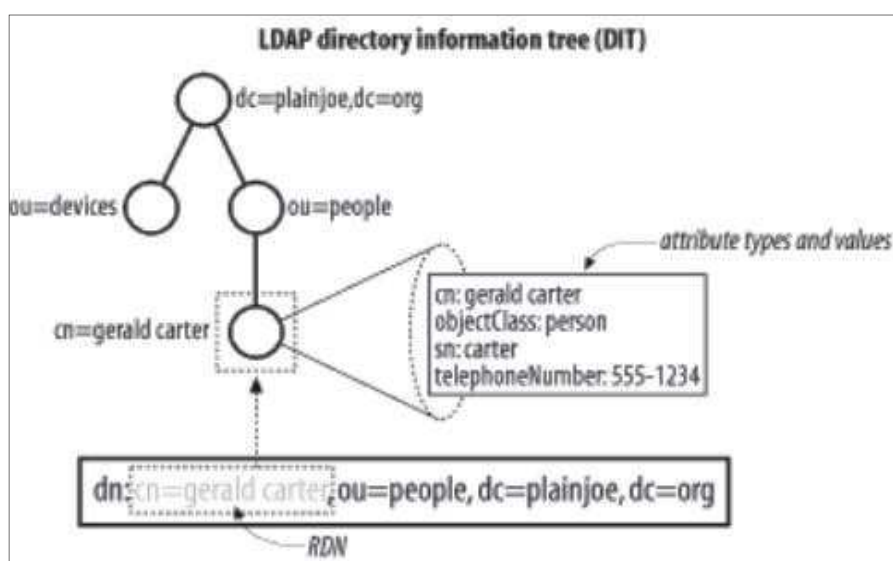 LDAP directory information tree (DIT)
dc=plainjoe,dc=org
ou=devices
ou=people
attribute types and values
cn: gerald carter
objectClass: person
sn: carter
telephoneNumber: 555-1234
cn=gerald carter
dn: cn=gerald carter, ou=people, dc=plainjoe, dc=org
RDN